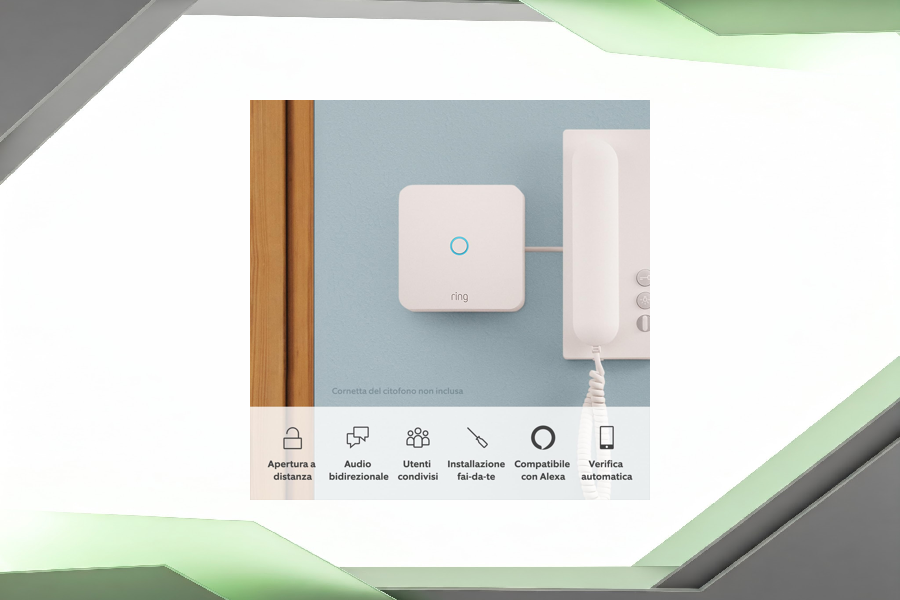 ring
Cornetta del citofono non inclusa
Apertura a
distanza
Audio
bidirezionale
Utenti
condivisi
Installazione
fai-da-te
Compatibile
con Alexa
Verifica
automatica